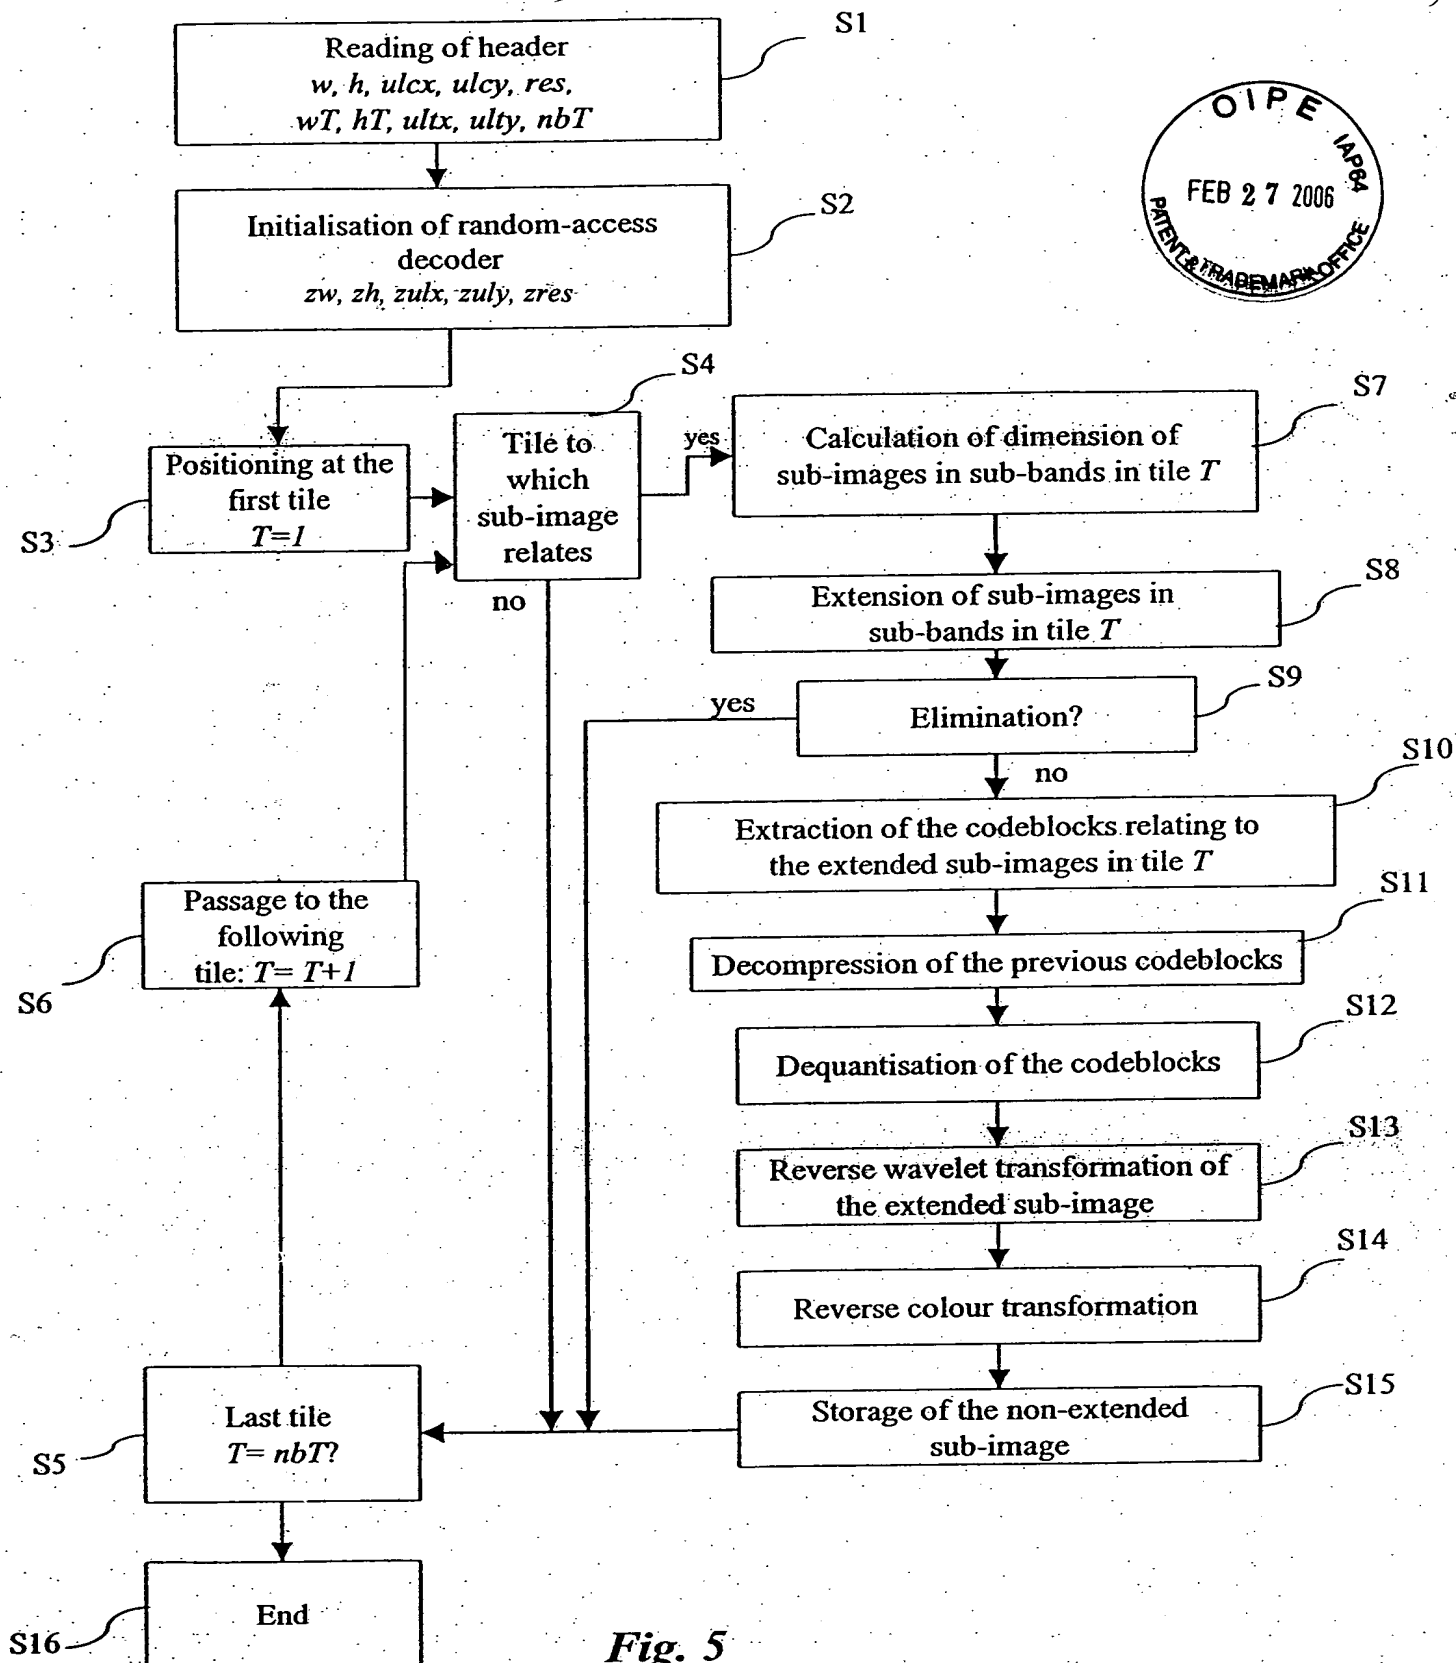 S1
Reading of header
w, h, ulcx, ulcy, res,
wT, hT, ultx, ulty, nbT
OIPE
IAP64
FEB 27 2006
PATENT & TRADEMARK OFFICE
S2
Initialisation of random-access
decoder
zw, zh, zulx, zuly, zres
S4
S7
Positioning at the
first tile
T=1
S3
Tile to
which
sub-image
relates
yes
no
Calculation of dimension of
sub-images in sub-bands in tile T
S8
Extension of sub-images in
sub-bands in tile T
S9
yes
Elimination?
no
S10
Extraction of the codeblocks relating to
the extended sub-images in tile T
S11
Passage to the
following
tile: T= T+1
S6
Decompression of the previous codeblocks
S12
Dequantisation of the codeblocks
S13
Reverse wavelet transformation of
the extended sub-image
S14
Reverse colour transformation
S15
Last tile
T= nbT?
S5
Storage of the non-extended
sub-image
End
S16
Fig. 5